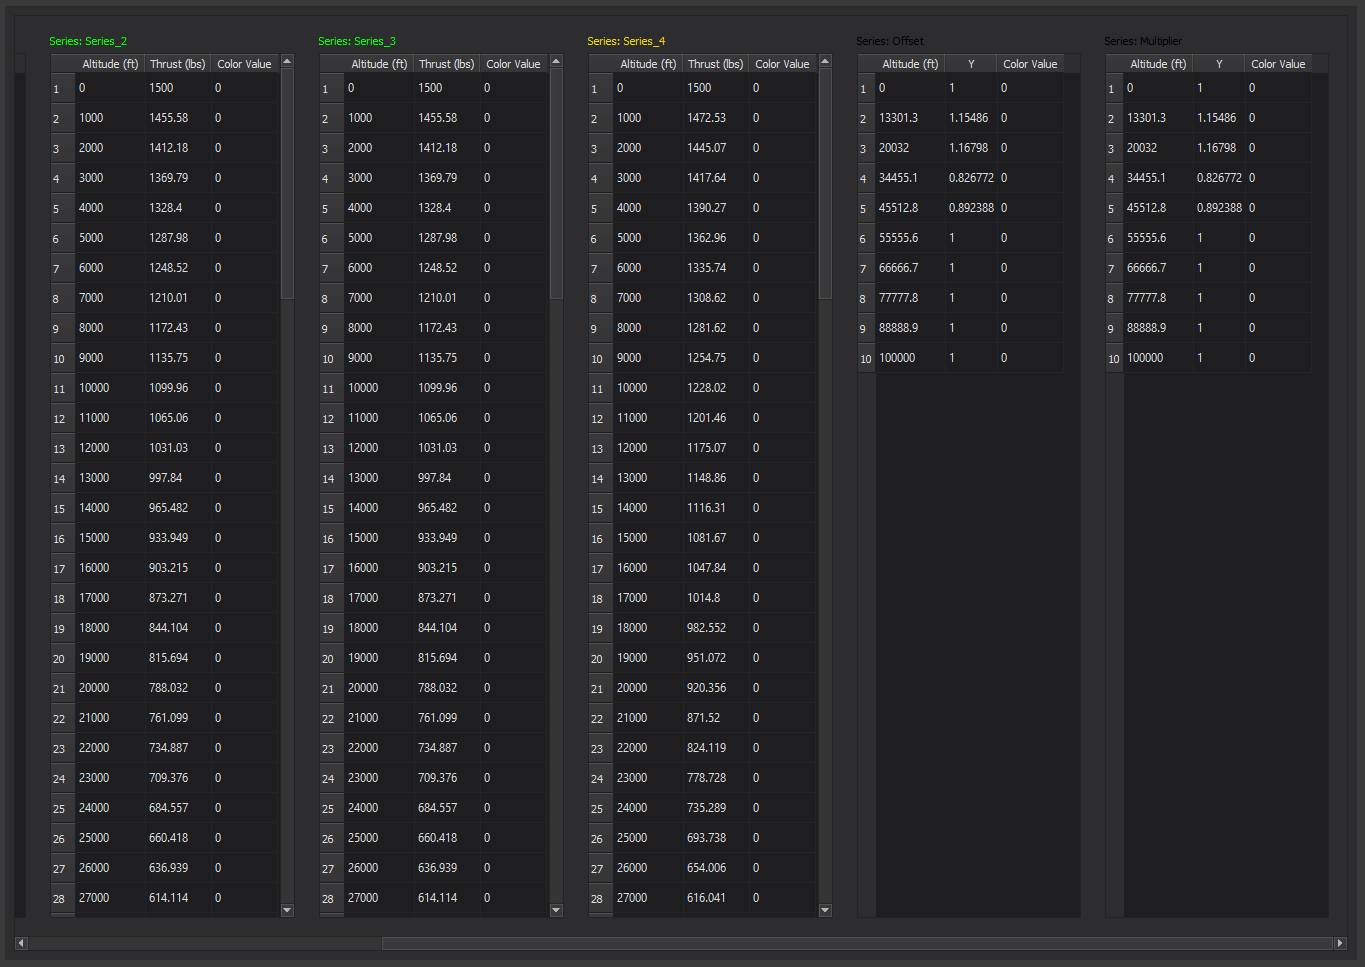 Series: Series_2 Series: Series_3 Series: Series_4 Series: Offset Series: Multiplier
Altitude (ft) Thrust (lbs) Color Value Altitude (ft) Thrust (lbs) Color Value Altitude (ft) Thrust (lbs) Color Value Altitude (ft) Y Color Value Altitude (ft) Y Color Value
1 0 1500 0 1 0 1500 0 1 0 1500 0 1 0 1 0 1 0 1 0
2 1000 1455.58 0 2 1000 1455.58 0 2 1000 1472.53 0 2 13301.3 1.15486 0 2 13301.3 1.15486 0
3 2000 1412.18 0 3 2000 1412.18 0 3 2000 1445.07 0 3 20032 1.16798 0 3 20032 1.16798 0
4 3000 1369.79 0 4 3000 1369.79 0 4 3000 1417.64 0 4 34455.1 0.826772 0 4 34455.1 0.826772 0
5 4000 1328.4 0 5 4000 1328.4 0 5 4000 1390.27 0 5 45512.8 0.892388 0 5 45512.8 0.892388 0
6 5000 1287.98 0 6 5000 1287.98 0 6 5000 1362.96 0 6 55555.6 1 0 6 55555.6 1 0
7 6000 1248.52 0 7 6000 1248.52 0 7 6000 1335.74 0 7 66666.7 1 0 7 66666.7 1 0
8 7000 1210.01 0 8 7000 1210.01 0 8 7000 1308.62 0 8 77777.8 1 0 8 77777.8 1 0
9 8000 1172.43 0 9 8000 1172.43 0 9 8000 1281.62 0 9 88888.9 1 0 9 88888.9 1 0
10 9000 1135.75 0 10 9000 1135.75 0 10 9000 1254.75 0 10 100000 1 0 10 100000 1 0
11 10000 1099.96 0 11 10000 1099.96 0 11 10000 1228.02 0
12 11000 1065.06 0 12 11000 1065.06 0 12 11000 1201.46 0
13 12000 1031.03 0 13 12000 1031.03 0 13 12000 1175.07 0
14 13000 997.84 0 14 13000 997.84 0 14 13000 1148.86 0
15 14000 965.482 0 15 14000 965.482 0 15 14000 1116.31 0
16 15000 933.949 0 16 15000 933.949 0 16 15000 1081.67 0
17 16000 903.215 0 17 16000 903.215 0 17 16000 1047.84 0
18 17000 873.271 0 18 17000 873.271 0 18 17000 1014.8 0
19 18000 844.104 0 19 18000 844.104 0 19 18000 982.552 0
20 19000 815.694 0 20 19000 815.694 0 20 19000 951.072 0
21 20000 788.032 0 21 20000 788.032 0 21 20000 920.356 0
22 21000 761.099 0 22 21000 761.099 0 22 21000 871.52 0
23 22000 734.887 0 23 22000 734.887 0 23 22000 824.119 0
24 23000 709.376 0 24 23000 709.376 0 24 23000 778.728 0
25 24000 684.557 0 25 24000 684.557 0 25 24000 735.289 0
26 25000 660.418 0 26 25000 660.418 0 26 25000 693.738 0
27 26000 636.939 0 27 26000 636.939 0 27 26000 654.006 0
28 27000 614.114 0 28 27000 614.114 0 28 27000 616.041 0